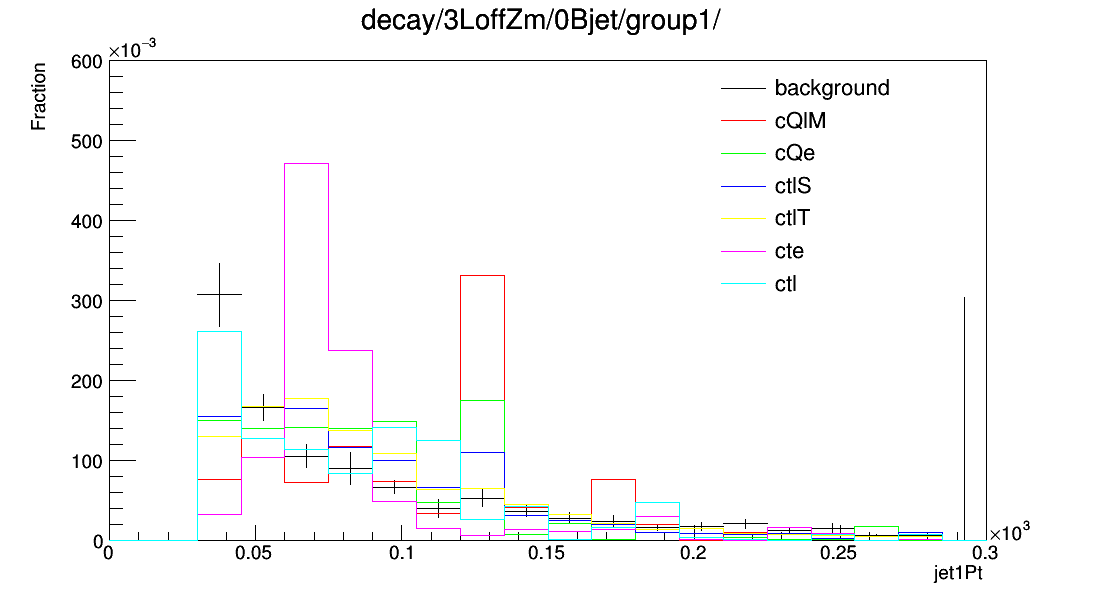 decay/3LoffZm/0Bjet/group1/
×10⁻³
Fraction
600
500
400
300
200
100
0
background
cQlM
cQe
ctlS
ctlT
cte
ctl
0 0.05 0.1 0.15 0.2 0.25 0.3
×10³
jet1Pt